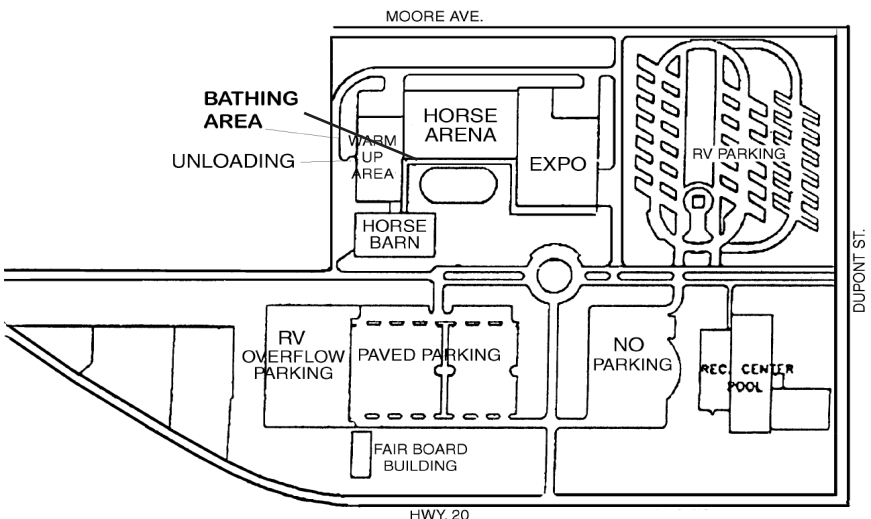 MOORE AVE.
BATHING
AREA
HORSE
ARENA
WARM
UP
AREA
UNLOADING
EXPO
RV PARKING
HORSE
BARN
DUPONT ST.
RV
OVERFLOW
PARKING
PAVED PARKING
NO
PARKING
REC. CENTER
POOL
FAIR BOARD
BUILDING
HWY. 20